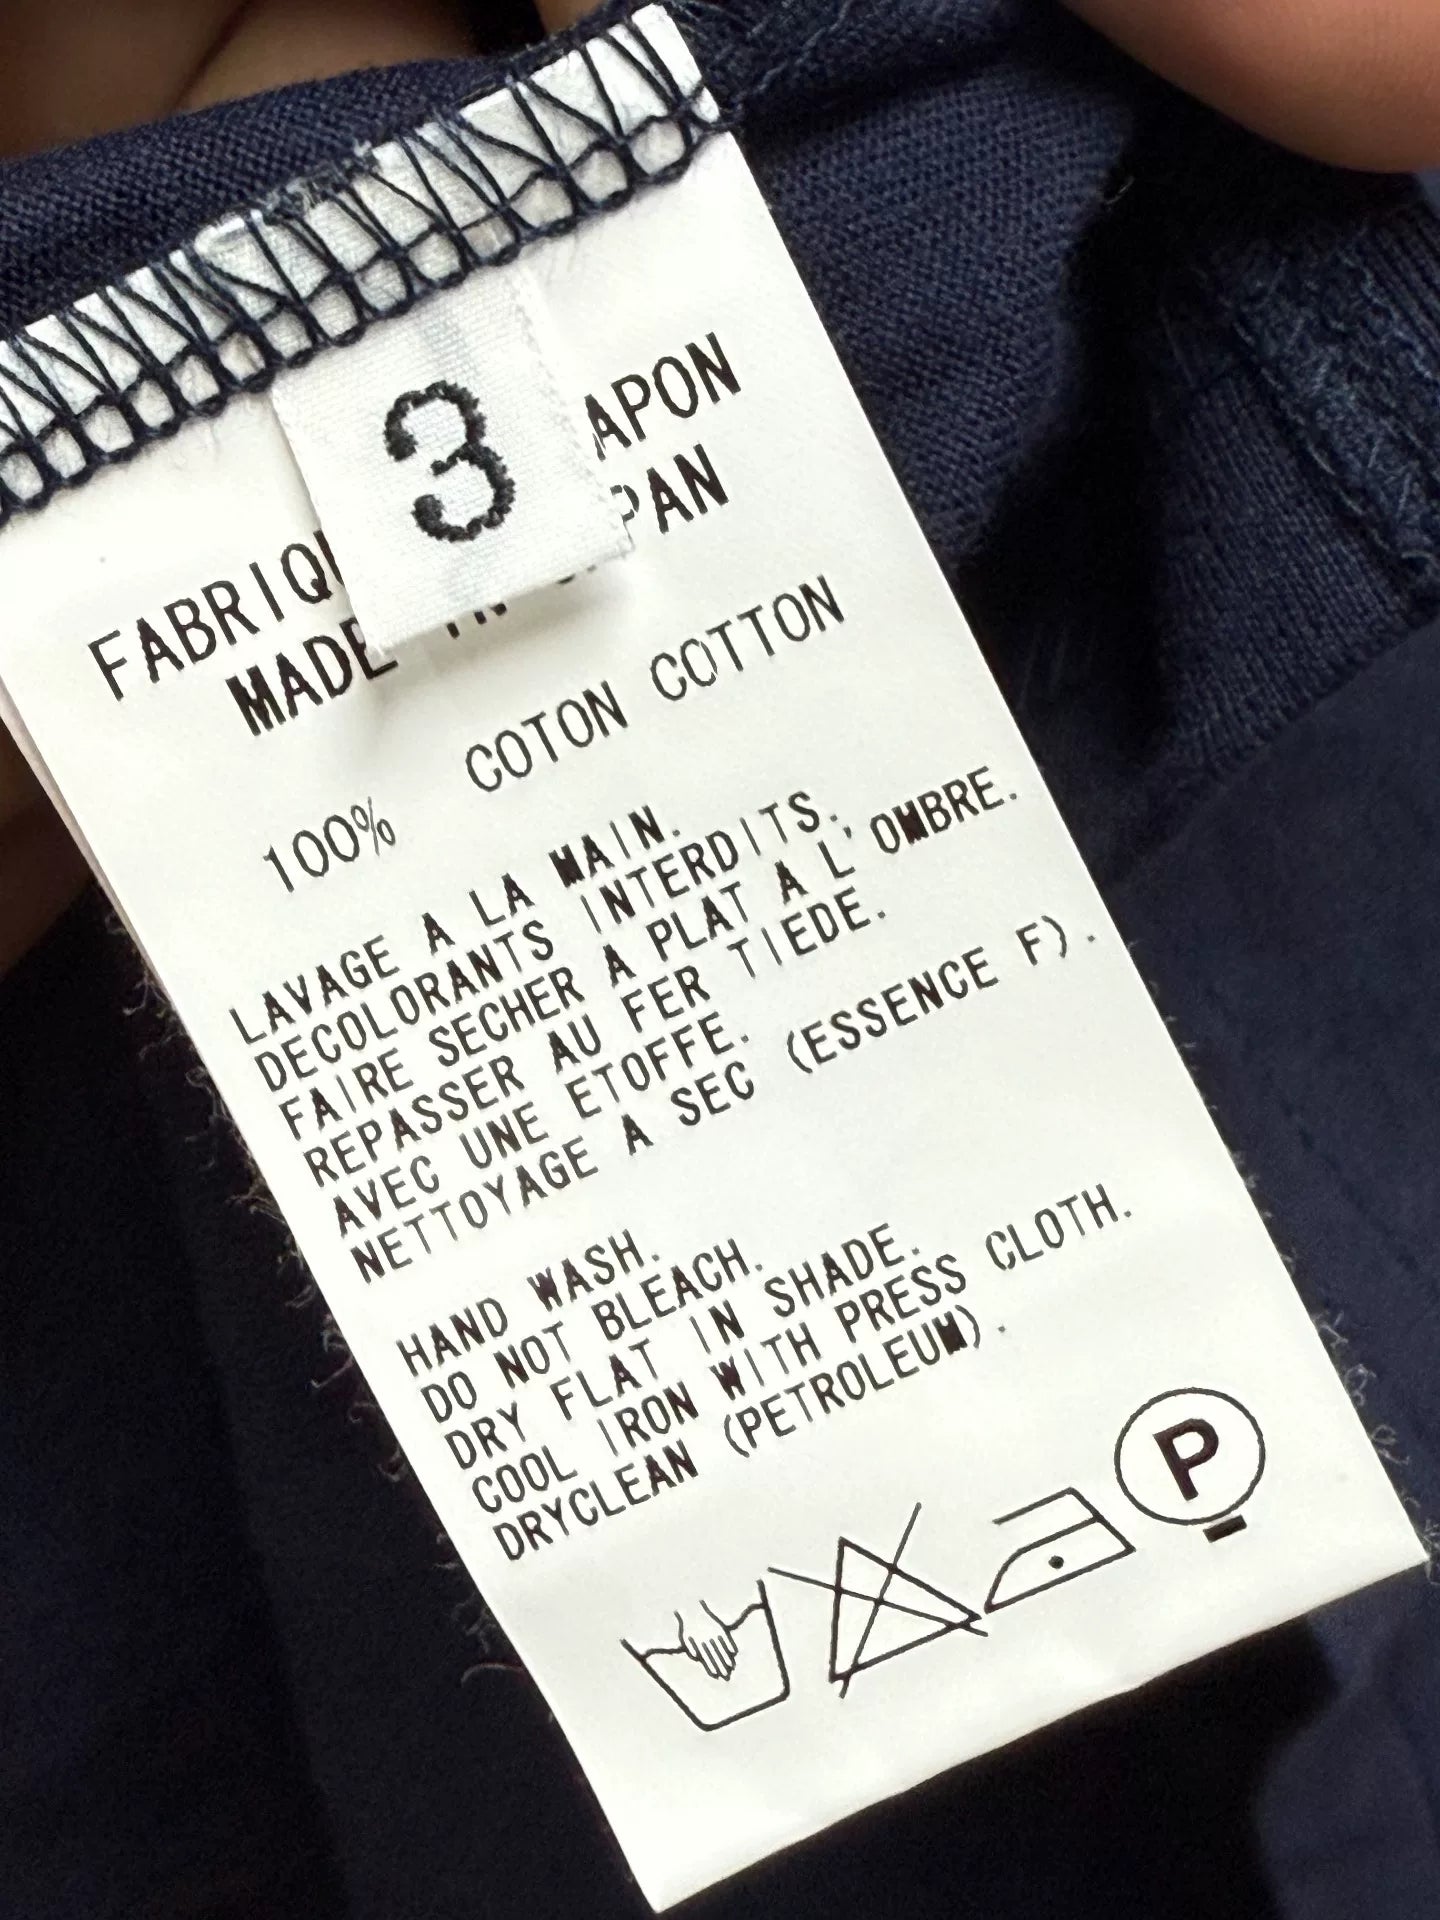 3
FABRIQU APON
MADE IN PAN
100% COTON COTTON
LAVAGE A LA MAIN.
DECOLORANTS INTERDITS.
FAIRE SECHER A PLAT A L'OMBRE.
REPASSER AU FER TIEDE.
AVEC UNE ETOFFE.
NETTOYAGE A SEC (ESSENCE F).
HAND WASH.
DO NOT BLEACH.
DRY FLAT IN SHADE.
COOL IRON WITH PRESS CLOTH.
DRYCLEAN (PETROLEUM).
P